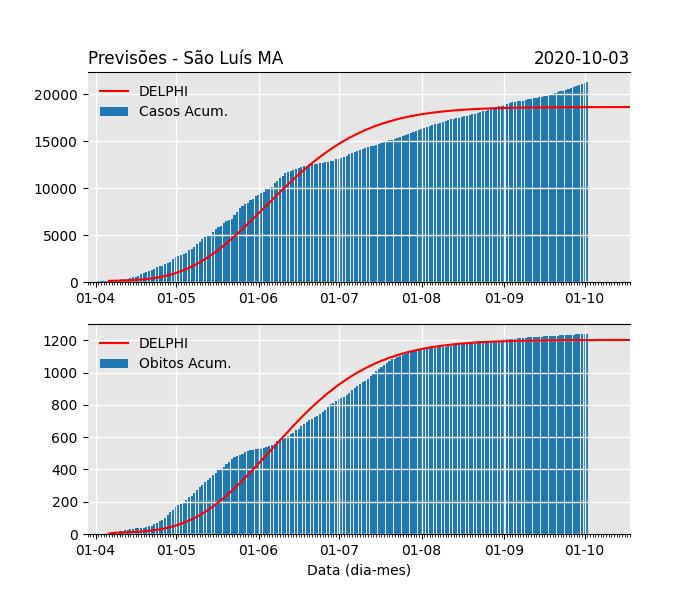 Previsões - São Luís MA 2020-10-03
DELPHI
Casos Acum.
20000
15000
10000
5000
0
01-04 01-05 01-06 01-07 01-08 01-09 01-10
DELPHI
Obitos Acum.
1200
1000
800
600
400
200
0
01-04 01-05 01-06 01-07 01-08 01-09 01-10
Data (dia-mes)